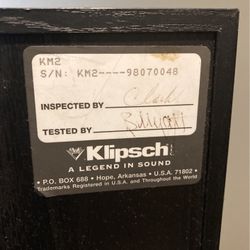 KM2
S/N: KM2----98070048
INSPECTED BY
TESTED BY
Klipsch
A LEGEND IN SOUND
• P.O. BOX 688 • Hope, Arkansas • U.S.A. 71802 •
Trademarks Registered in U.S.A. and Throughout the World